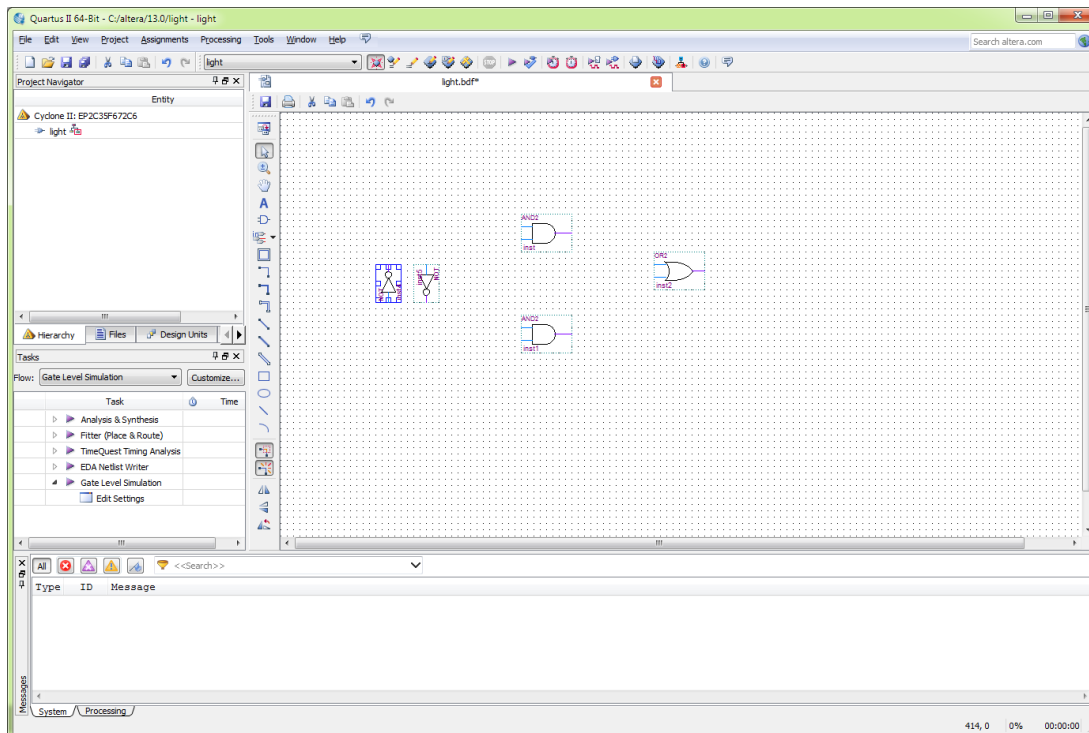 Quartus II 64-Bit - C:/altera/13.0/light - light
File Edit View Project Assignments Processing Tools Window Help
Search altera.com
light
Project Navigator
light.bdf*
Entity
Cyclone II: EP2C35F672C6
light
AND2
inst
OR2
inst2
NOT
inst5
AND2
inst1
Hierarchy Files Design Units
Tasks
Flow: Gate Level Simulation Customize...
Task Time
Analysis & Synthesis
Fitter (Place & Route)
TimeQuest Timing Analysis
EDA Netlist Writer
Gate Level Simulation
Edit Settings
All <<Search>>
Type ID Message
Messages
System Processing
414, 0 0% 00:00:00